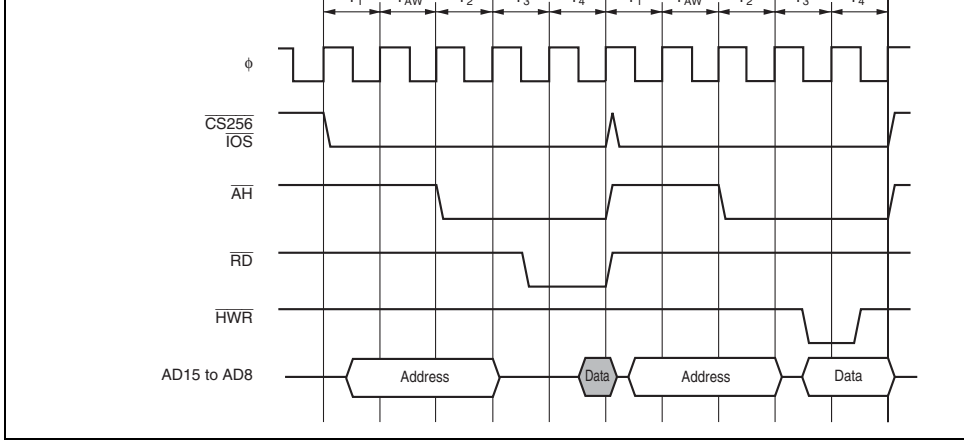 φ
CS256
IOS
AH
RD
HWR
AD15 to AD8 Address Data Address Data